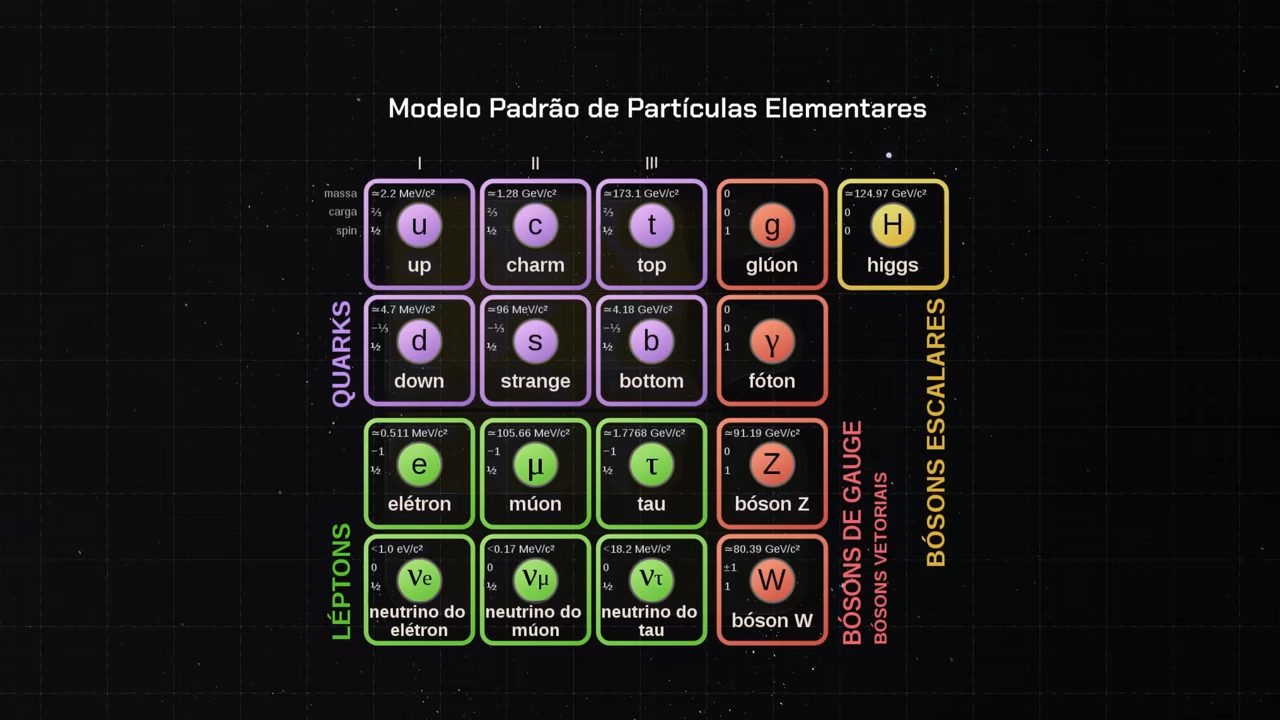 Modelo Padrão de Partículas Elementares
I II III
massa
carga
spin
≃2.2 MeV/c²
⅔
½
u
up
≃1.28 GeV/c²
⅔
½
c
charm
≃173.1 GeV/c²
⅔
½
t
top
0
0
1
g
glúon
≃124.97 GeV/c²
0
0
H
higgs
QUARKS
≃4.7 MeV/c²
−⅓
½
d
down
≃96 MeV/c²
−⅓
½
s
strange
≃4.18 GeV/c²
−⅓
½
b
bottom
0
0
1
γ
fóton
≃0.511 MeV/c²
−1
½
e
elétron
≃105.66 MeV/c²
−1
½
μ
múon
≃1.7768 GeV/c²
−1
½
τ
tau
≃91.19 GeV/c²
0
1
Z
bóson Z
LÉPTONS
<1.0 eV/c²
0
½
νe
neutrino do
elétron
<0.17 MeV/c²
0
½
νμ
neutrino do
múon
<18.2 MeV/c²
0
½
ντ
neutrino do
tau
≃80.39 GeV/c²
±1
1
W
bóson W
BÓSONS DE GAUGE
BÓSONS VETORIAIS
BÓSONS ESCALARES